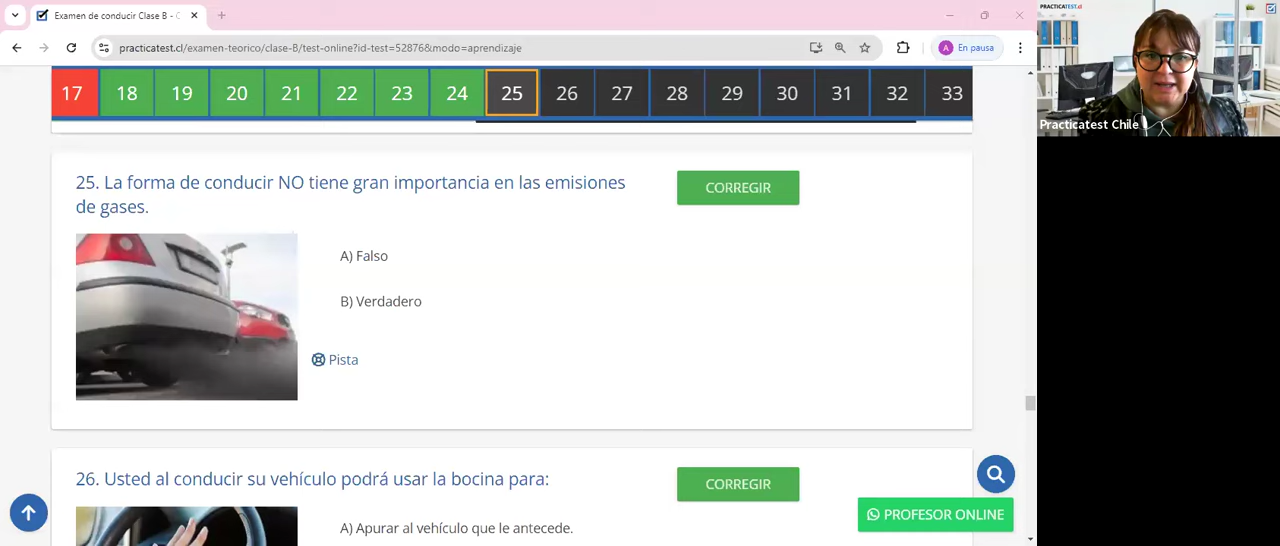 Examen de conducir Clase B - C
practicatest.cl/examen-teorico/clase-B/test-online?id-test=52876&modo=aprendizaje
A En pausa
PRACTICATEST.cl
Practicatest Chile
17 18 19 20 21 22 23 24 25 26 27 28 29 30 31 32 33
25. La forma de conducir NO tiene gran importancia en las emisiones
de gases.
CORREGIR
A) Falso
B) Verdadero
Pista
26. Usted al conducir su vehículo podrá usar la bocina para:
CORREGIR
A) Apurar al vehículo que le antecede.
PROFESOR ONLINE